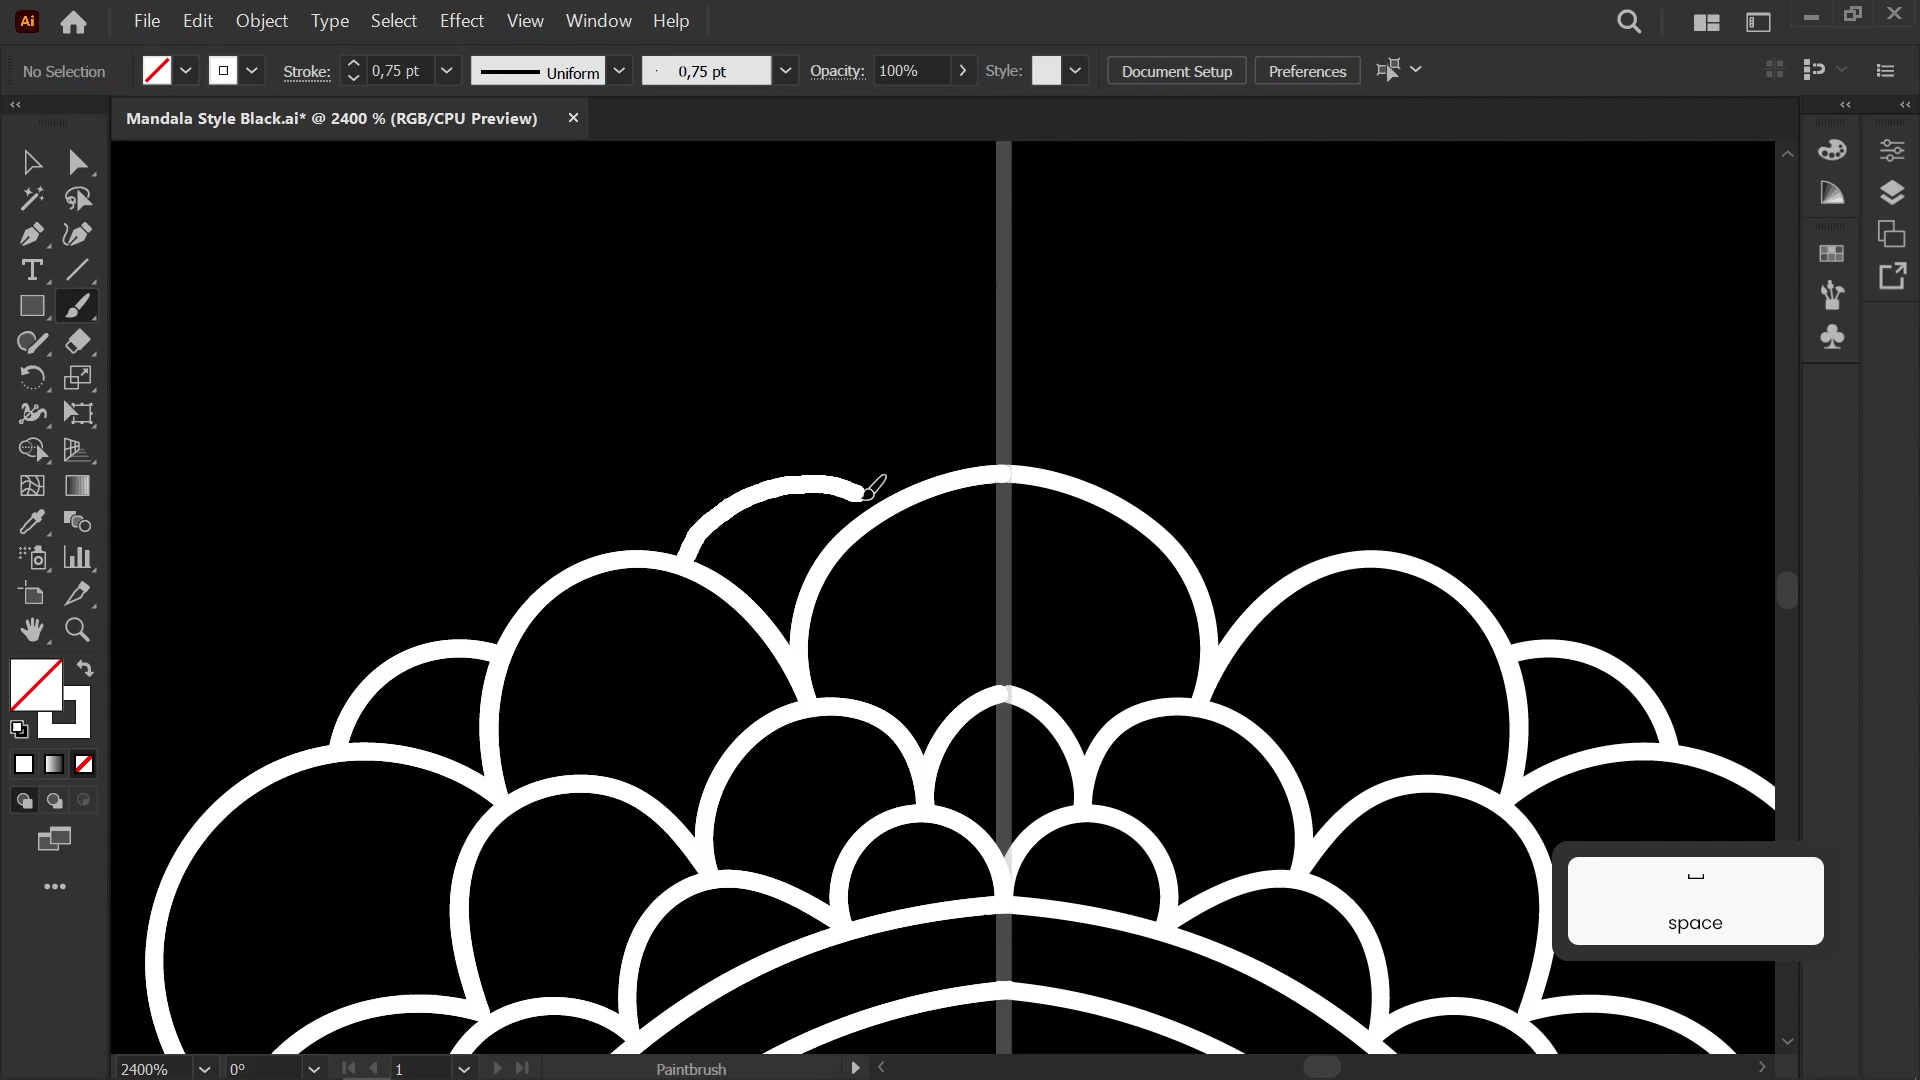 Ai File Edit Object Type Select Effect View Window Help
No Selection Stroke: 0,75 pt Uniform 0,75 pt Opacity: 100% Style: Document Setup Preferences
Mandala Style Black.ai* @ 2400 % (RGB/CPU Preview)
space
2400% 0° 1 Paintbrush